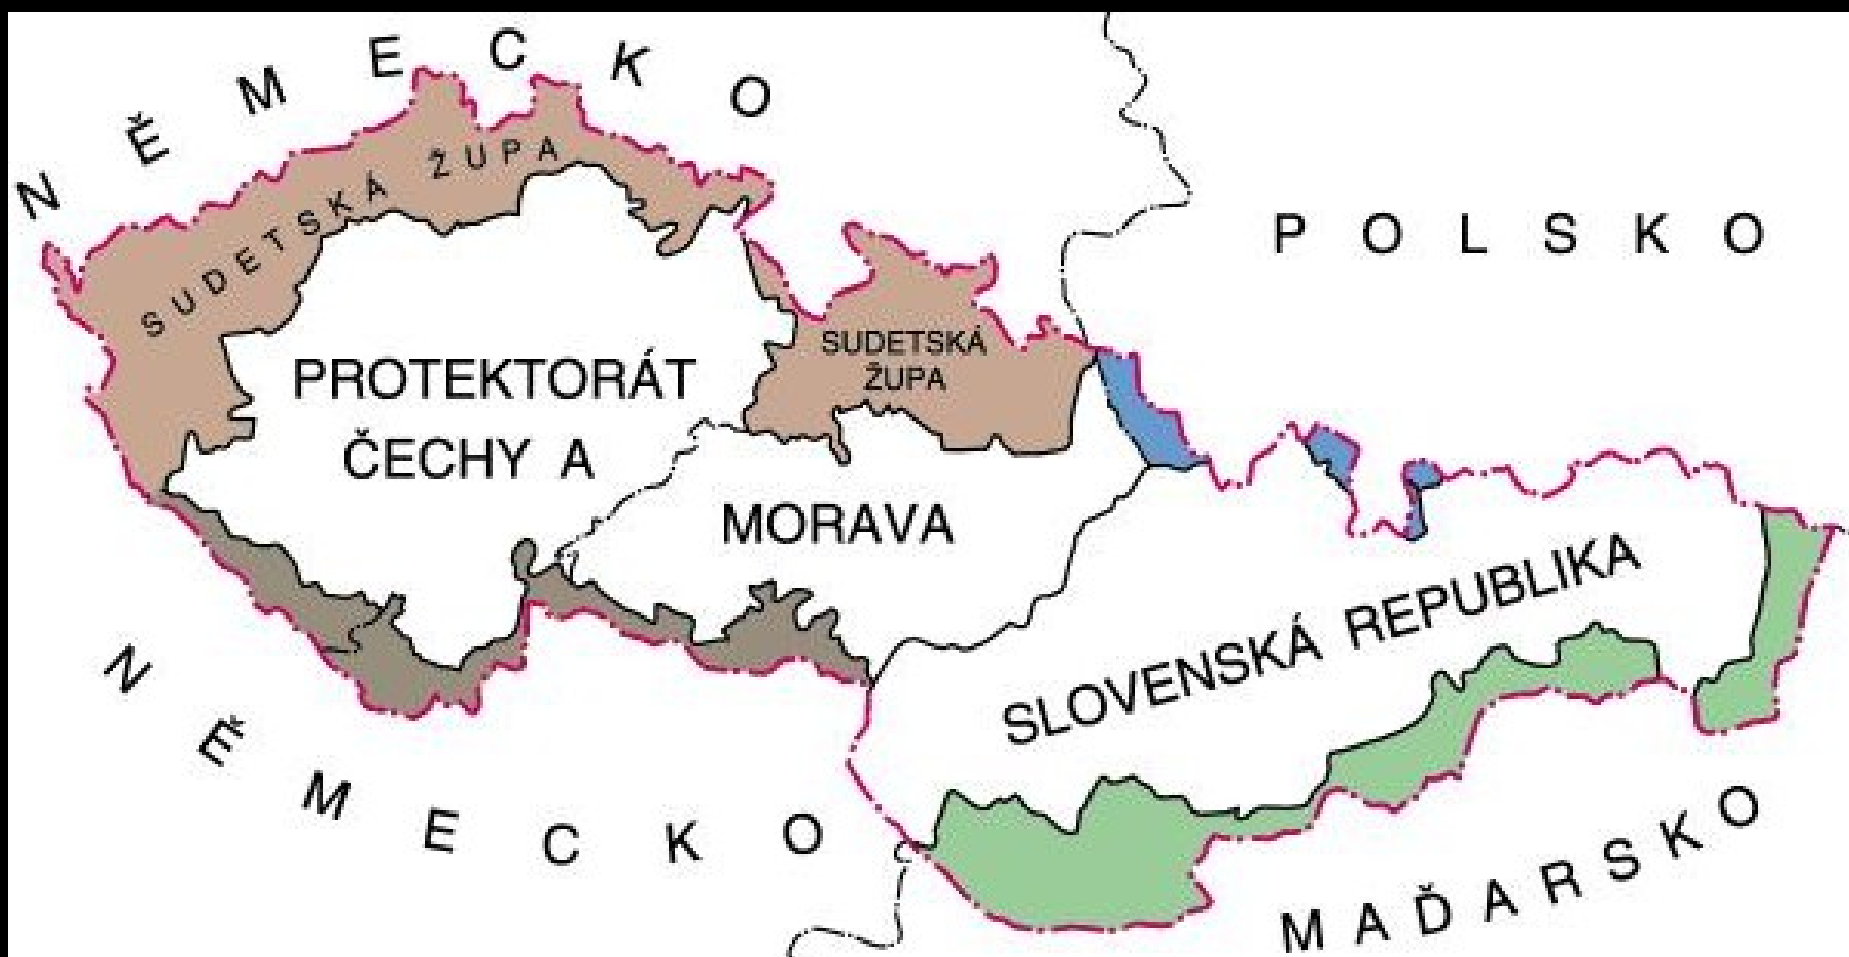 NĚMECKO
SUDETSKÁ ŽUPA
POLSKO
SUDETSKÁ
ŽUPA
PROTEKTORÁT
ČECHY A
MORAVA
SLOVENSKÁ REPUBLIKA
NĚMECKO
MAĎARSKO